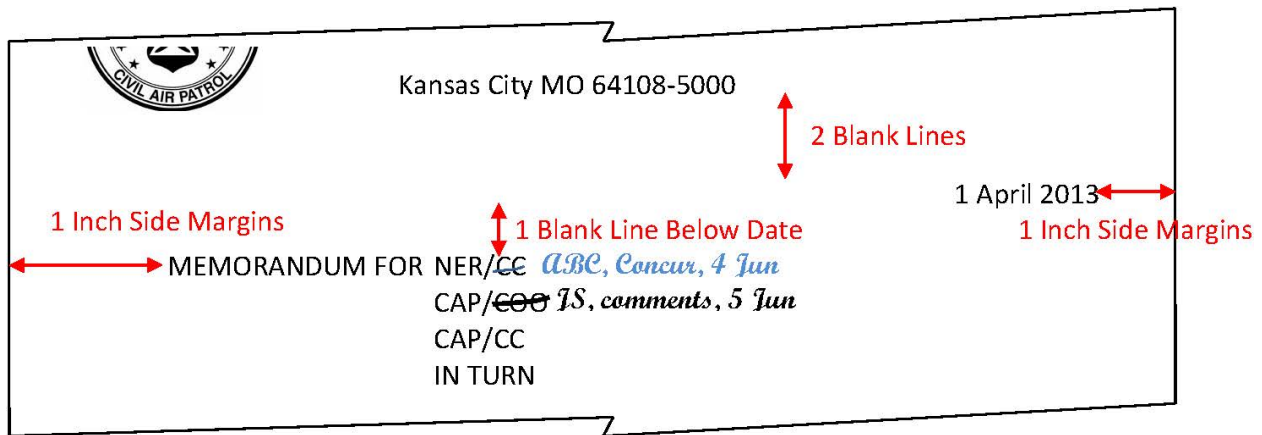 CIVIL AIR PATROL
Kansas City MO 64108-5000
2 Blank Lines
1 April 2013
1 Inch Side Margins
1 Blank Line Below Date
1 Inch Side Margins
MEMORANDUM FOR NER/CC ABC, Concur, 4 Jun
CAP/COO JS, comments, 5 Jun
CAP/CC
IN TURN